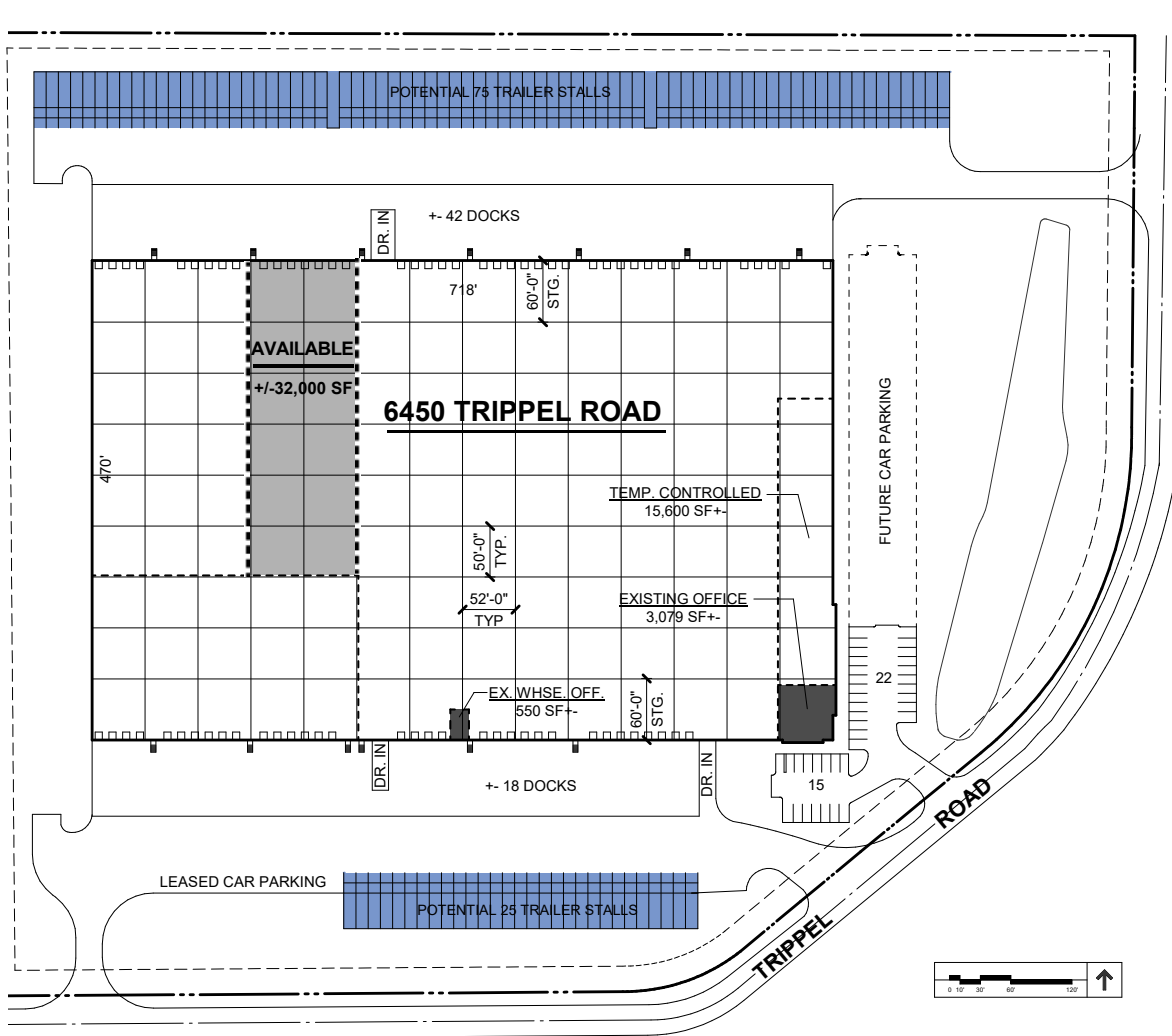 POTENTIAL 75 TRAILER STALLS
DR. IN
+- 42 DOCKS
718'
60'-0"
STG.
AVAILABLE
+/-32,000 SF
6450 TRIPPEL ROAD
470'
FUTURE CAR PARKING
TEMP. CONTROLLED
15,600 SF+-
50'-0"
TYP.
52'-0"
TYP
EXISTING OFFICE
3,079 SF+-
22
EX. WHSE. OFF.
550 SF+-
60'-0"
STG.
DR. IN
+- 18 DOCKS
DR. IN
15
LEASED CAR PARKING
POTENTIAL 25 TRAILER STALLS
TRIPPEL ROAD
0 10' 30' 60' 120'